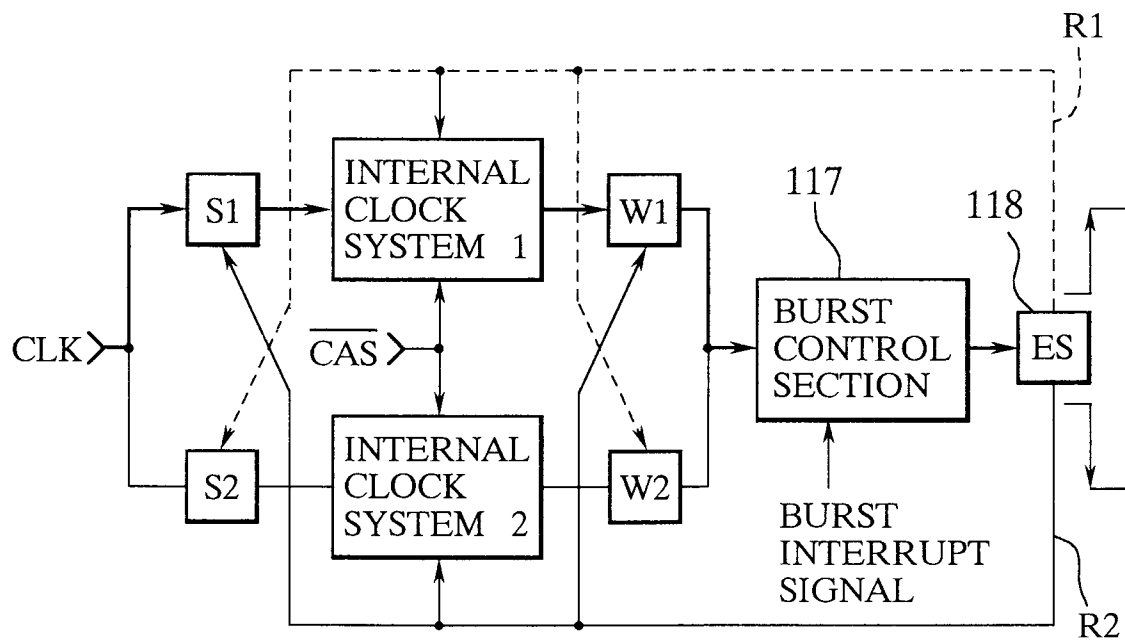 R1
INTERNAL
CLOCK
SYSTEM 1
S1
W1
117
118
CLK
CAS
BURST
CONTROL
SECTION
ES
S2
INTERNAL
CLOCK
SYSTEM 2
W2
BURST
INTERRUPT
SIGNAL
R2